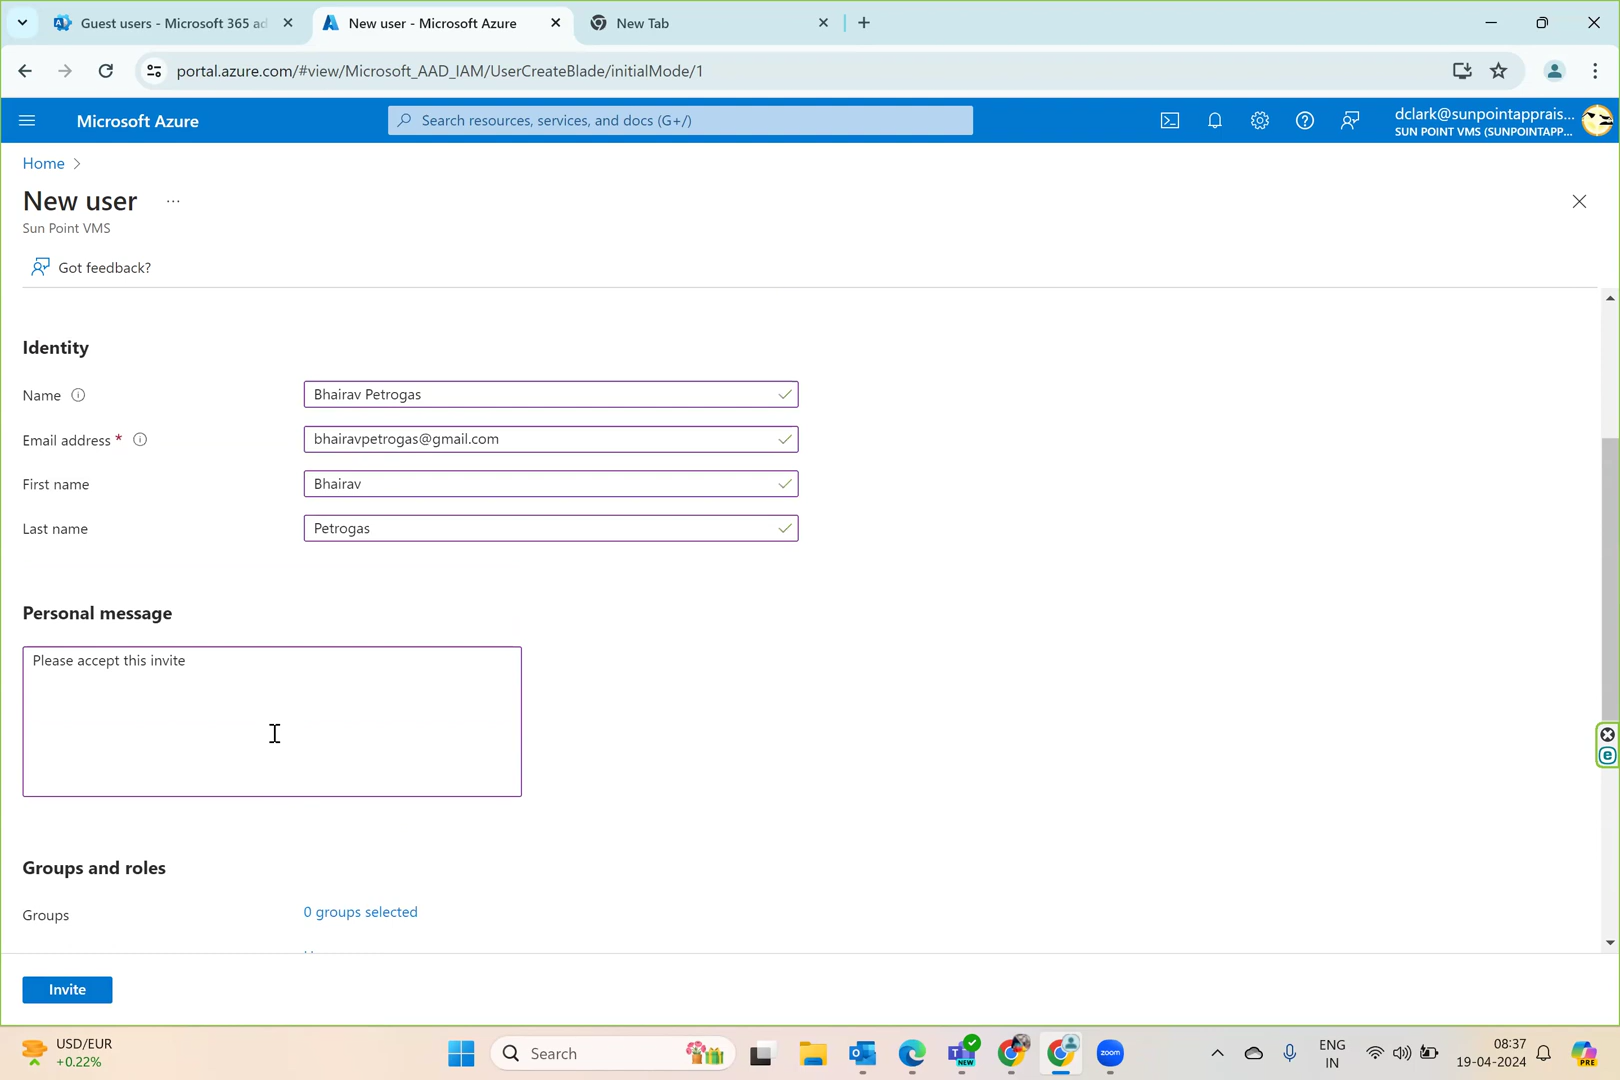 Guest users - Microsoft 365 ad
New user - Microsoft Azure
New Tab
portal.azure.com/#view/Microsoft_AAD_IAM/UserCreateBlade/initialMode/1
Microsoft Azure
Search resources, services, and docs (G+/)
dclark@sunpointapprais...
SUN POINT VMS (SUNPOINTAPP...
Home
New user
Sun Point VMS
Got feedback?
Identity
Name
Bhairav Petrogas
Email address *
bhairavpetrogas@gmail.com
First name
Bhairav
Last name
Petrogas
Personal message
Please accept this invite
Groups and roles
Groups
0 groups selected
Invite
USD/EUR
+0.22%
Search
NEW
zoom
ENG
IN
08:37
19-04-2024
PRE